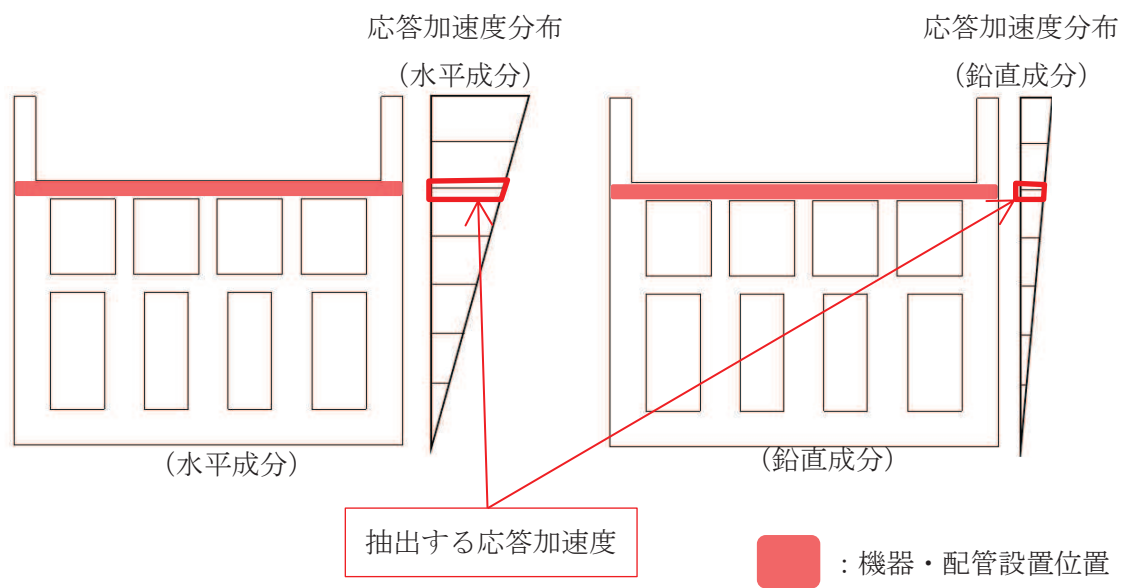 応答加速度分布
(水平成分)
応答加速度分布
(鉛直成分)
(水平成分)
(鉛直成分)
抽出する応答加速度
：機器・配管設置位置